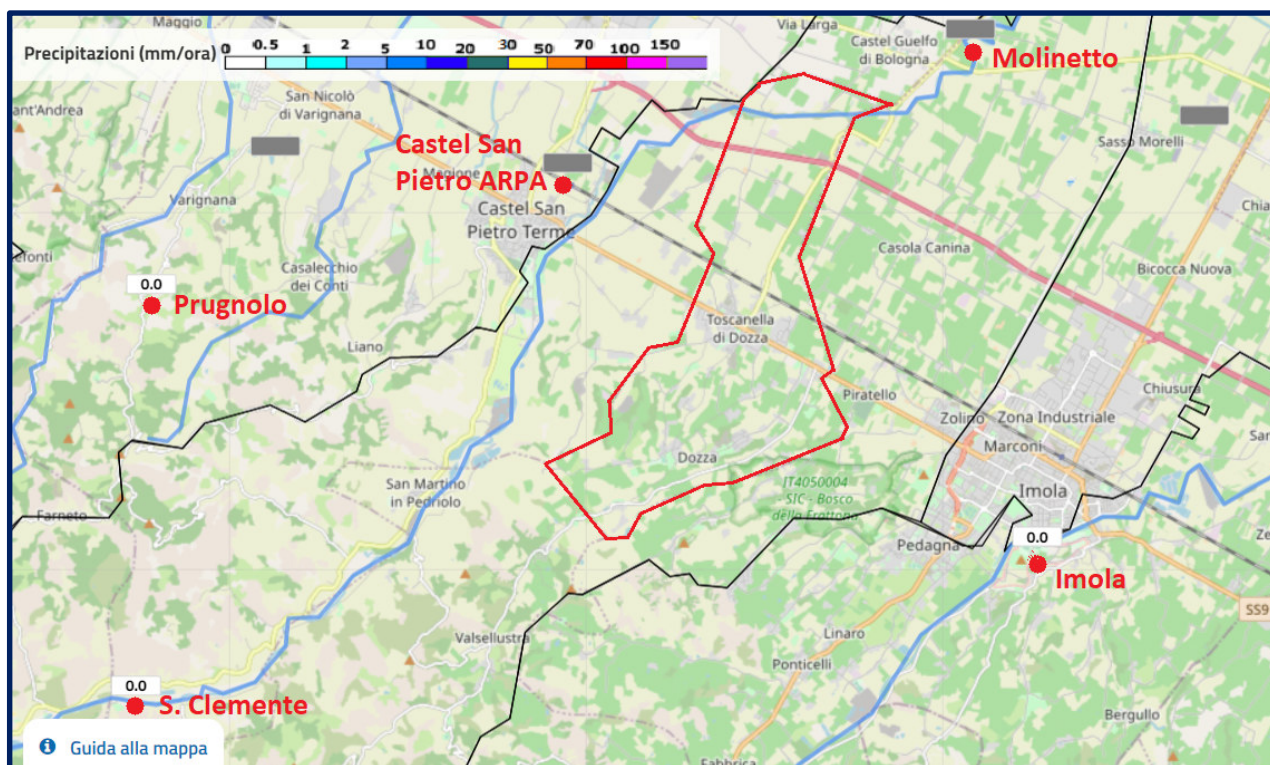 Maggio
Via Larga
Castel Guelfo
di Bologna
Molinetto
Precipitazioni (mm/ora)
0 0.5 1 2 5 10 20 30 50 70 100 150
Sant'Andrea
San Nicolò
di Varignana
Castel San
Pietro ARPA
Magione
Sasso Morelli
Varignana
Castel San
Pietro Terme
Casola Canina
Casalecchio
dei Conti
Bicocca Nuova
0.0
Prugnolo
Liano
Toscanella
di Dozza
Piratello
Chiusura
Zolino
Zona Industriale
Marconi
Dozza
San Martino
in Pedriolo
IT4050004
- SIC - Bosco
della Frattona
Imola
Farneto
Pedagna
0.0
Imola
SS9
Valsellustra
Linaro
Ponticelli
0.0
S. Clemente
Bergullo
Guida alla mappa
Fabbrica